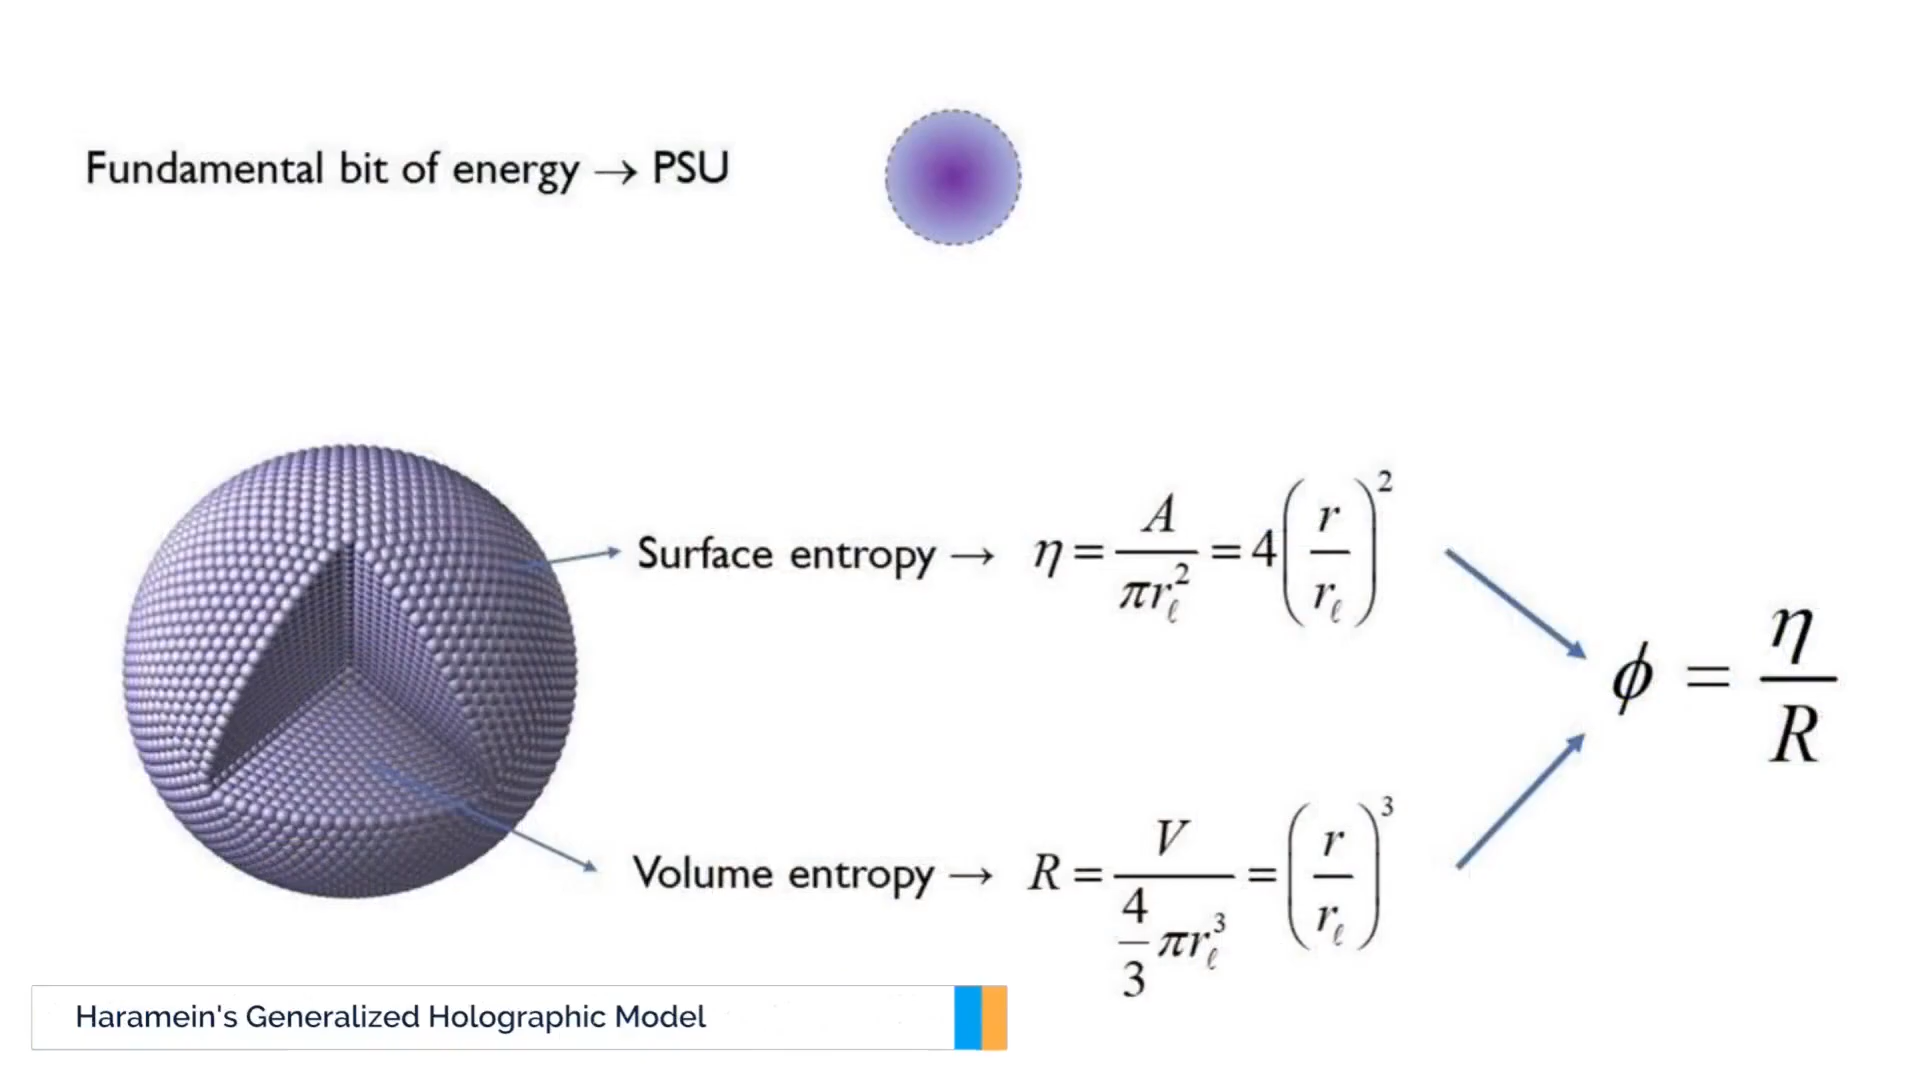 Fundamental bit of energy → PSU
Surface entropy → η = A / πr_ℓ² = 4(r / r_ℓ)²
φ = η / R
Volume entropy → R = V / (4/3 πr_ℓ³) = (r / r_ℓ)³
Haramein's Generalized Holographic Model